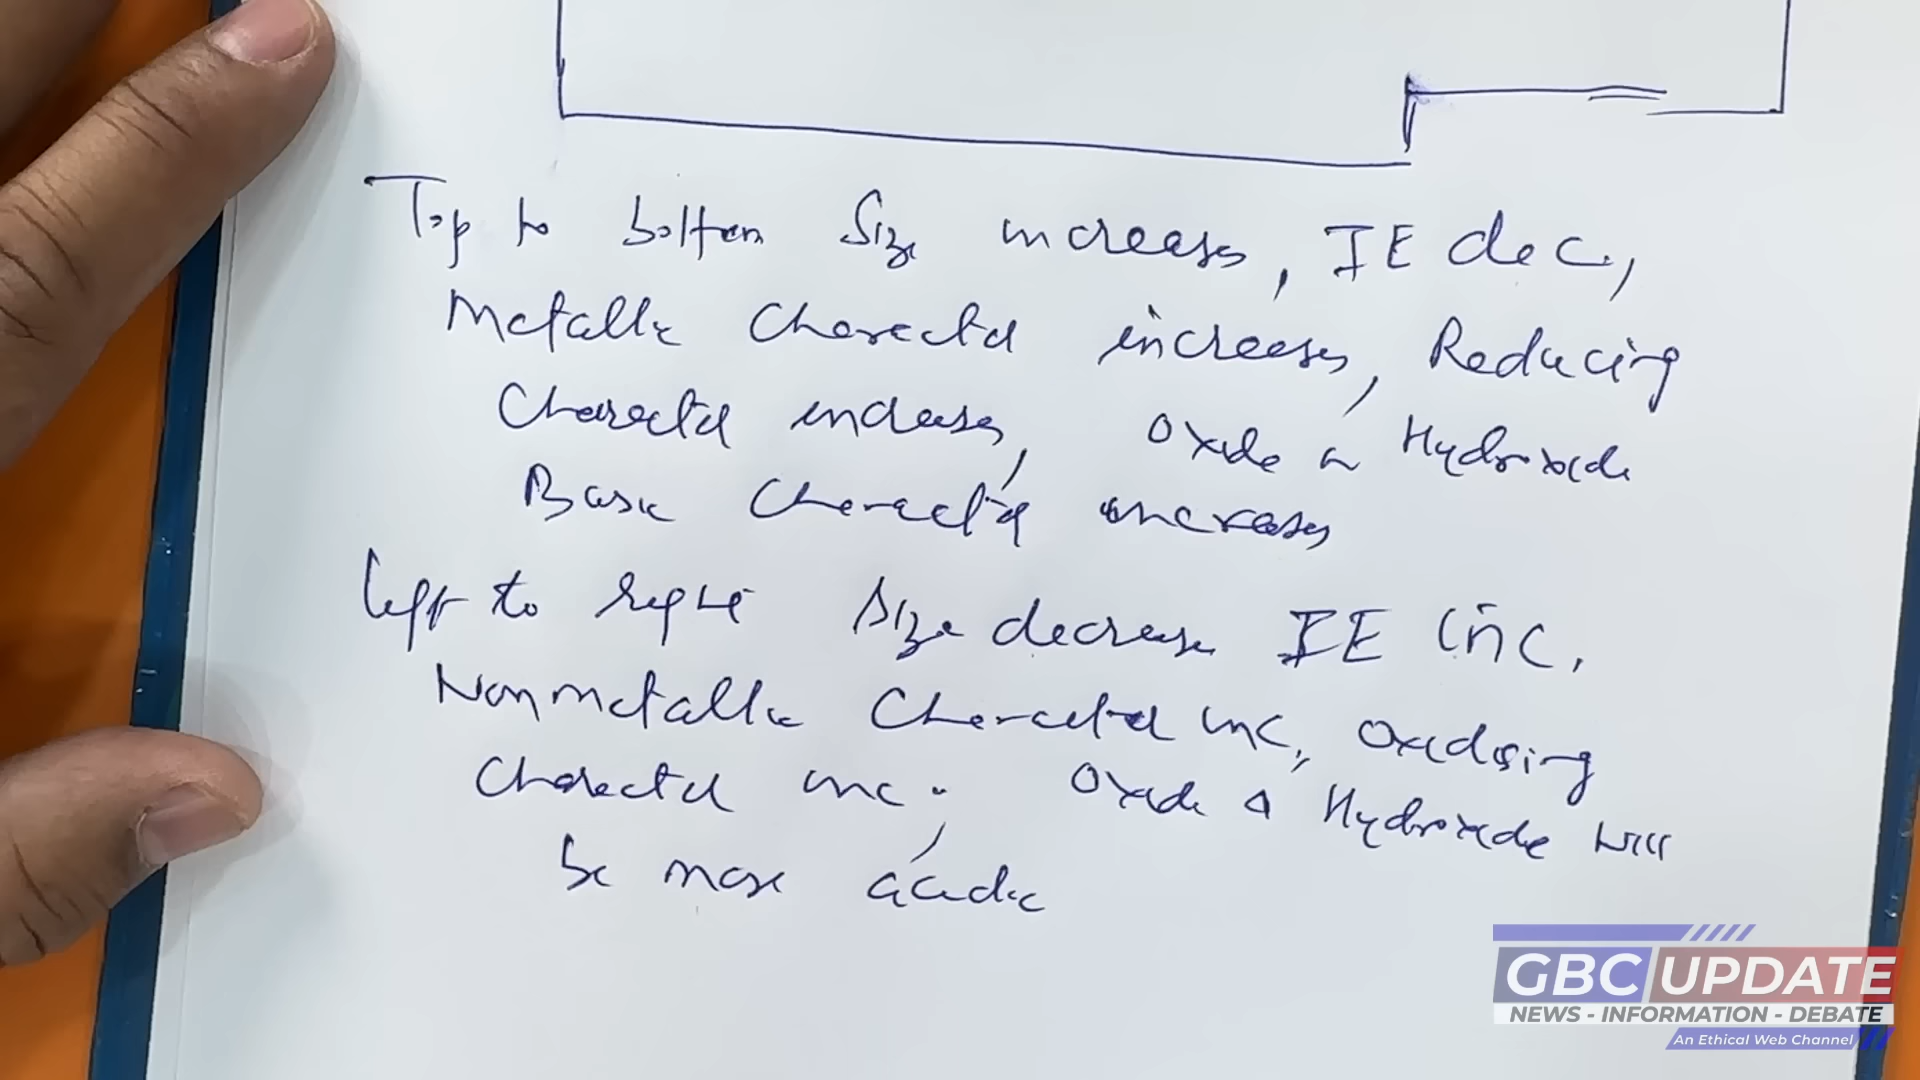 Top to bottom Size increases, IE dec,
Metallic Character increases, Reducing
Character increases, Oxide & Hydroxide
Basic Character increases
left to right Size decrease IE inc.
Nonmetallic Character inc, Oxidising
Character inc. Oxide & Hydroxide will
be more acidic
GBC UPDATE
NEWS - INFORMATION - DEBATE
An Ethical Web Channel